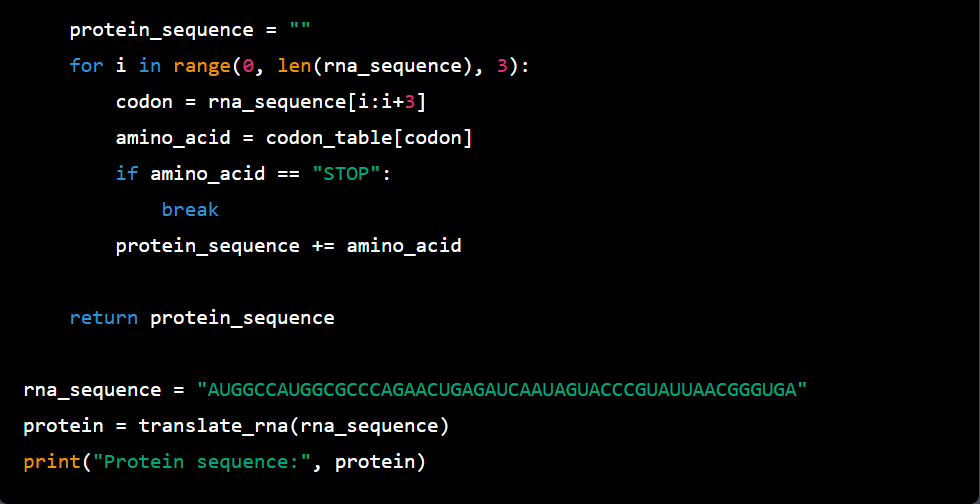 protein_sequence = ""
for i in range(0, len(rna_sequence), 3):
codon = rna_sequence[i:i+3]
amino_acid = codon_table[codon]
if amino_acid == "STOP":
break
protein_sequence += amino_acid
return protein_sequence
rna_sequence = "AUGGCCAUGGCGCCCAGAACUGAGAUCAAUAGUACCCGUAUUAACGGGUGA"
protein = translate_rna(rna_sequence)
print("Protein sequence:", protein)